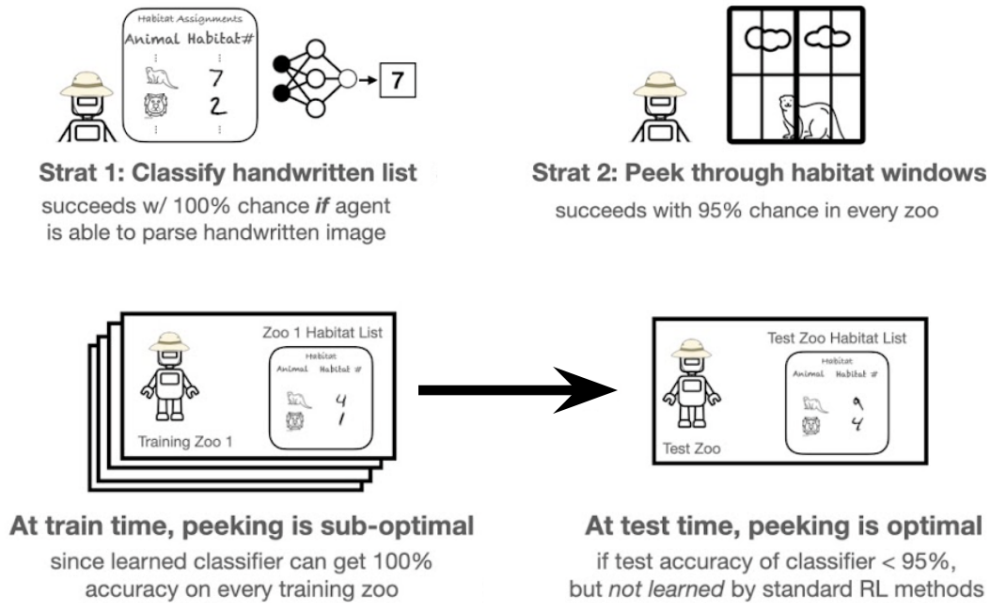 Habitat Assignments
Animal Habitat#
7
2
7
Strat 1: Classify handwritten list
succeeds w/ 100% chance if agent
is able to parse handwritten image
Strat 2: Peek through habitat windows
succeeds with 95% chance in every zoo
Zoo 1 Habitat List
Habitat
Animal Habitat #
4
1
Training Zoo 1
Test Zoo Habitat List
Habitat
Animal Habitat #
9
4
Test Zoo
At train time, peeking is sub-optimal
since learned classifier can get 100%
accuracy on every training zoo
At test time, peeking is optimal
if test accuracy of classifier < 95%,
but not learned by standard RL methods